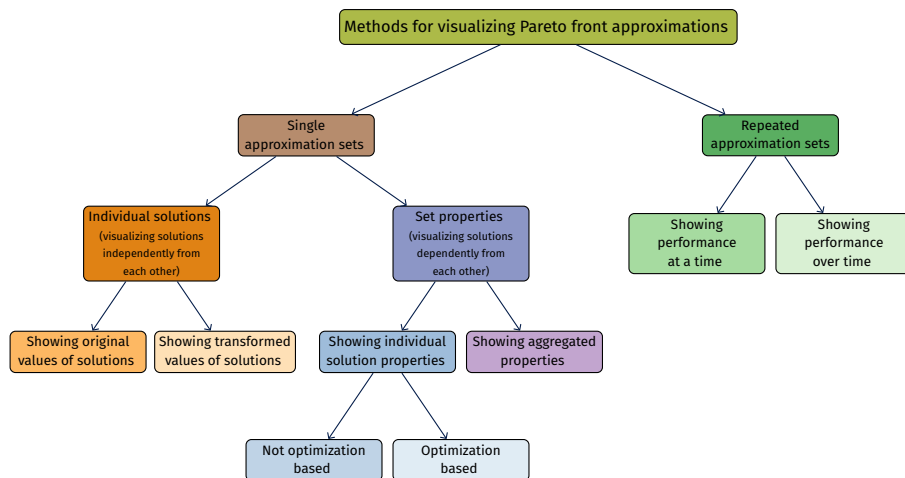 Methods for visualizing Pareto front approximations
Single
approximation sets
Repeated
approximation sets
Individual solutions
(visualizing solutions
independently from
each other)
Set properties
(visualizing solutions
dependently from
each other)
Showing
performance
at a time
Showing
performance
over time
Showing original
values of solutions
Showing transformed
values of solutions
Showing individual
solution properties
Showing aggregated
properties
Not optimization
based
Optimization
based